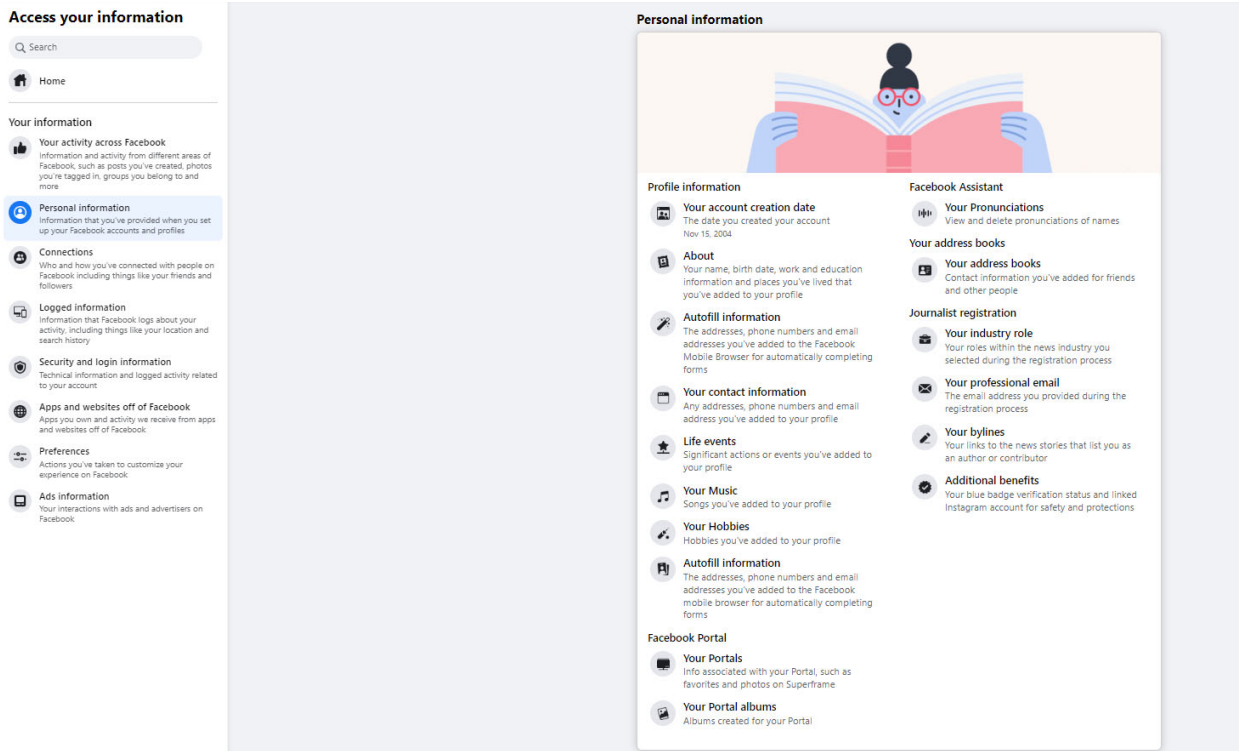 Access your information
Search
Home
Your information
Your activity across Facebook
Information and activity from different areas of
Facebook, such as posts you've created, photos
you're tagged in, groups you belong to and
more
Personal information
Information that you've provided when you set
up your Facebook accounts and profiles
Connections
Who and how you've connected with people on
Facebook including things like your friends and
followers
Logged information
Information that Facebook logs about your
activity, including things like your location and
search history
Security and login information
Technical information and logged activity related
to your account
Apps and websites off of Facebook
Apps you own and activity we receive from apps
and websites off of Facebook
Preferences
Actions you've taken to customize your
experience on Facebook
Ads information
Your interactions with ads and advertisers on
Facebook
Personal information
Profile information
Your account creation date
The date you created your account
Nov 15, 2004
About
Your name, birth date, work and education
information and places you've lived that
you've added to your profile
Autofill information
The addresses, phone numbers and email
addresses you've added to the Facebook
Mobile Browser for automatically completing
forms
Your contact information
Any addresses, phone numbers and email
address you've added to your profile
Life events
Significant actions or events you've added to
your profile
Your Music
Songs you've added to your profile
Your Hobbies
Hobbies you've added to your profile
Autofill information
The addresses, phone numbers and email
addresses you've added to the Facebook
mobile browser for automatically completing
forms
Facebook Portal
Your Portals
Info associated with your Portal, such as
favorites and photos on Superframe
Your Portal albums
Albums created for your Portal
Facebook Assistant
Your Pronunciations
View and delete pronunciations of names
Your address books
Your address books
Contact information you've added for friends
and other people
Journalist registration
Your industry role
Your roles within the news industry you
selected during the registration process
Your professional email
The email address you provided during the
registration process
Your bylines
Your links to the news stories that list you as
an author or contributor
Additional benefits
Your blue badge verification status and linked
Instagram account for safety and protections